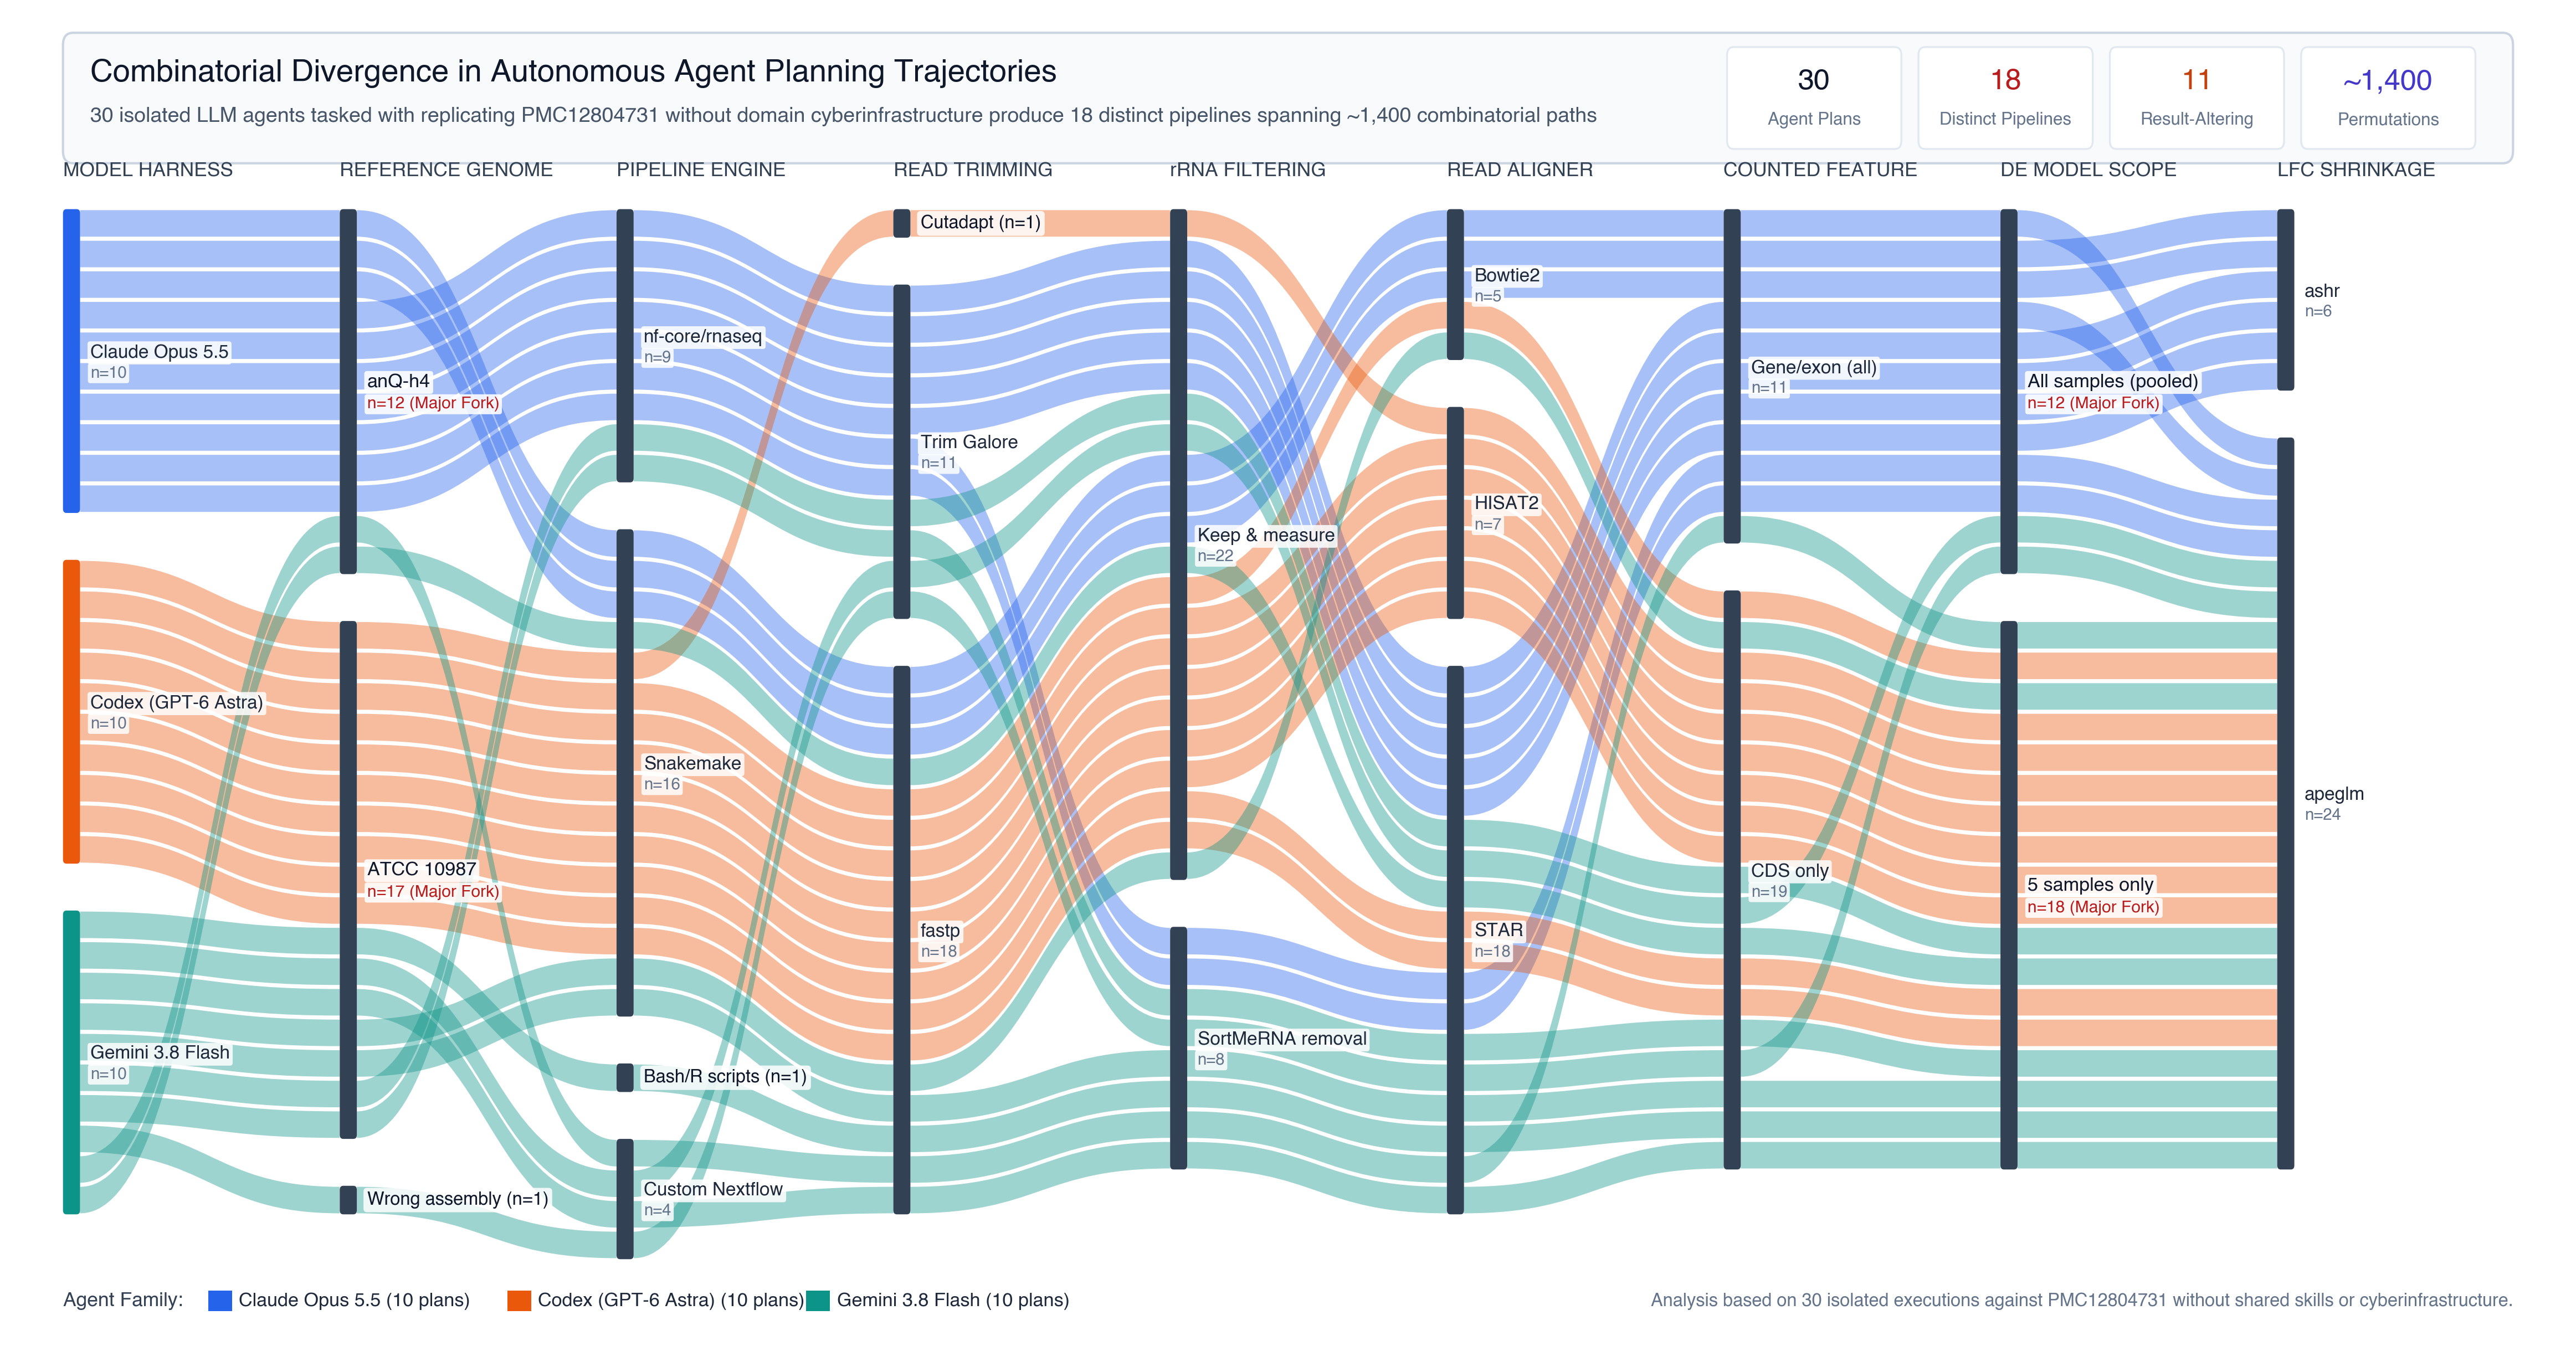 Combinatorial Divergence in Autonomous Agent Planning Trajectories
30 isolated LLM agents tasked with replicating PMC12804731 without domain cyberinfrastructure produce 18 distinct pipelines spanning ~1,400 combinatorial paths
30
Agent Plans
18
Distinct Pipelines
11
Result-Altering
~1,400
Permutations
MODEL HARNESS
REFERENCE GENOME
PIPELINE ENGINE
READ TRIMMING
rRNA FILTERING
READ ALIGNER
COUNTED FEATURE
DE MODEL SCOPE
LFC SHRINKAGE
Claude Opus 5.5
n=10
Codex (GPT-6 Astra)
n=10
Gemini 3.8 Flash
n=10
anQ-h4
n=12 (Major Fork)
ATCC 10987
n=17 (Major Fork)
Wrong assembly (n=1)
nf-core/rnaseq
n=9
Snakemake
n=16
Bash/R scripts (n=1)
Custom Nextflow
n=4
Cutadapt (n=1)
Trim Galore
n=11
fastp
n=18
Keep & measure
n=22
SortMeRNA removal
n=8
Bowtie2
n=5
HISAT2
n=7
STAR
n=18
Gene/exon (all)
n=11
CDS only
n=19
All samples (pooled)
n=12 (Major Fork)
5 samples only
n=18 (Major Fork)
ashr
n=6
apeglm
n=24
Agent Family:
Claude Opus 5.5 (10 plans)
Codex (GPT-6 Astra) (10 plans)
Gemini 3.8 Flash (10 plans)
Analysis based on 30 isolated executions against PMC12804731 without shared skills or cyberinfrastructure.